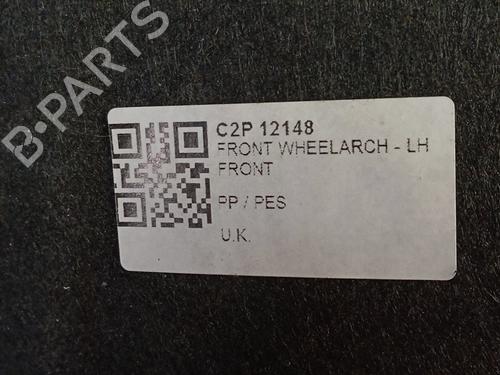 B-PARTS
C2P 12148
FRONT WHEELARCH - LH
FRONT
PP / PES
U.K.